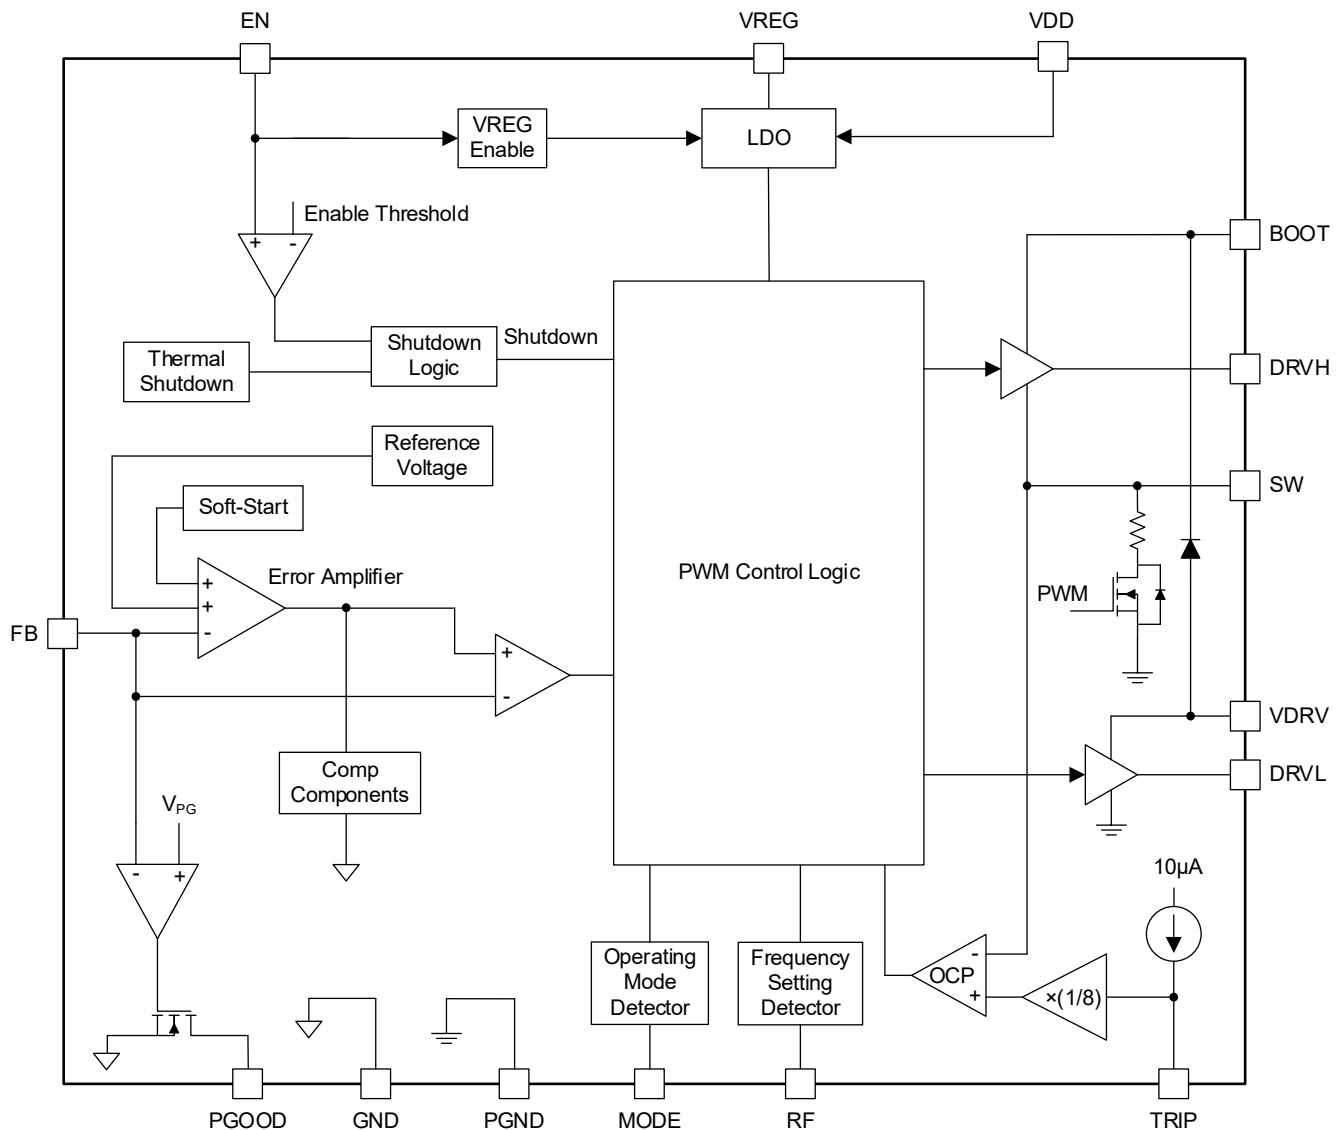 EN
VREG
VDD
VREG
Enable
LDO
Enable Threshold
+
-
BOOT
Shutdown
Logic
Shutdown
Thermal
Shutdown
DRVH
Reference
Voltage
Soft-Start
SW
Error Amplifier
+
+
-
PWM Control Logic
PWM
FB
+
-
VDRV
DRVL
Comp
Components
VPG
-
+
10μA
Operating
Mode
Detector
Frequency
Setting
Detector
OCP
-
+
×(1/8)
PGOOD
GND
PGND
MODE
RF
TRIP